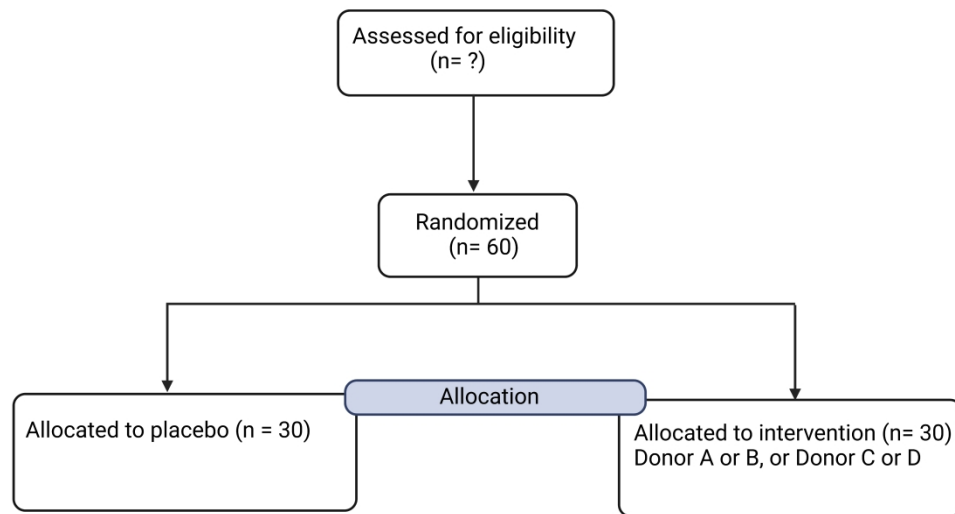 Assessed for eligibility
(n= ?)
Randomized
(n= 60)
Allocation
Allocated to placebo (n = 30)
Allocated to intervention (n= 30)
Donor A or B, or Donor C or D